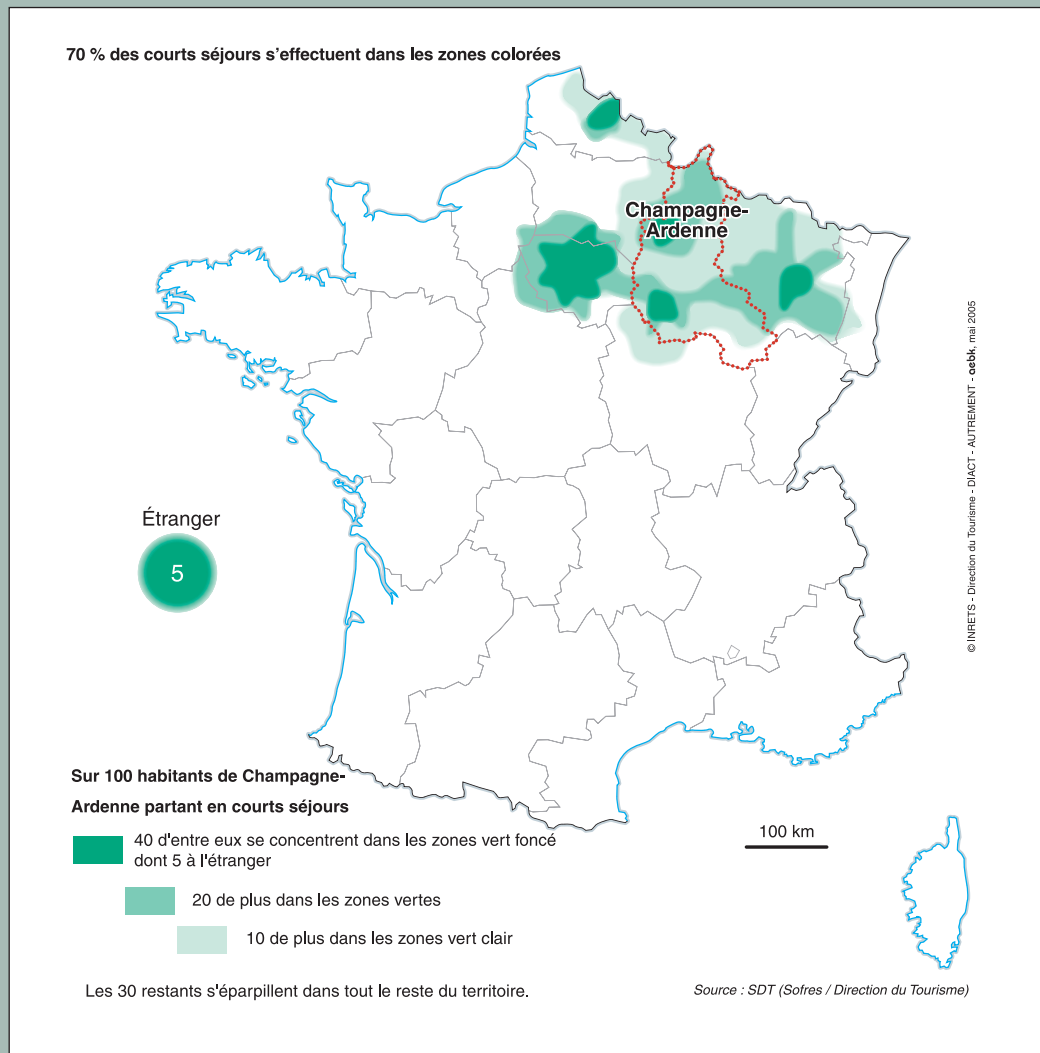 70 % des courts séjours s'effectuent dans les zones colorées
Champagne-
Ardenne
© INRETS - Direction du Tourisme - DIACT - AUTREMENT - aebk, mai 2005
Étranger
5
Sur 100 habitants de Champagne-
Ardenne partant en courts séjours
40 d'entre eux se concentrent dans les zones vert foncé
dont 5 à l'étranger
20 de plus dans les zones vertes
10 de plus dans les zones vert clair
Les 30 restants s'éparpillent dans tout le reste du territoire.
100 km
Source : SDT (Sofres / Direction du Tourisme)